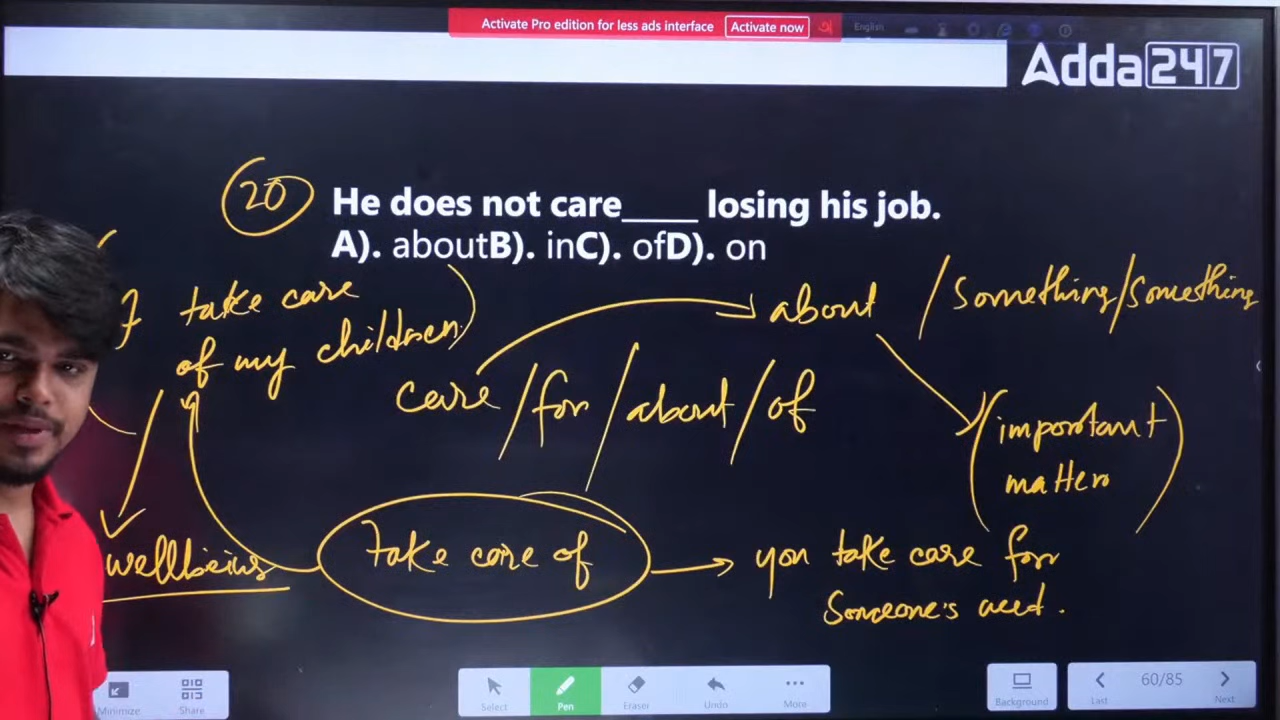 Activate Pro edition for less ads interface Activate now
English
Adda 247
20 He does not care____ losing his job.
A). aboutB). inC). ofD). on
I take care of my children)
about / Something/Something
care /for /about /of
(important matter)
wellbeing
take care of → you take care for
Someone's need.
Minimize Share
Select Pen Eraser Undo More
Background
Last 60/85 Next